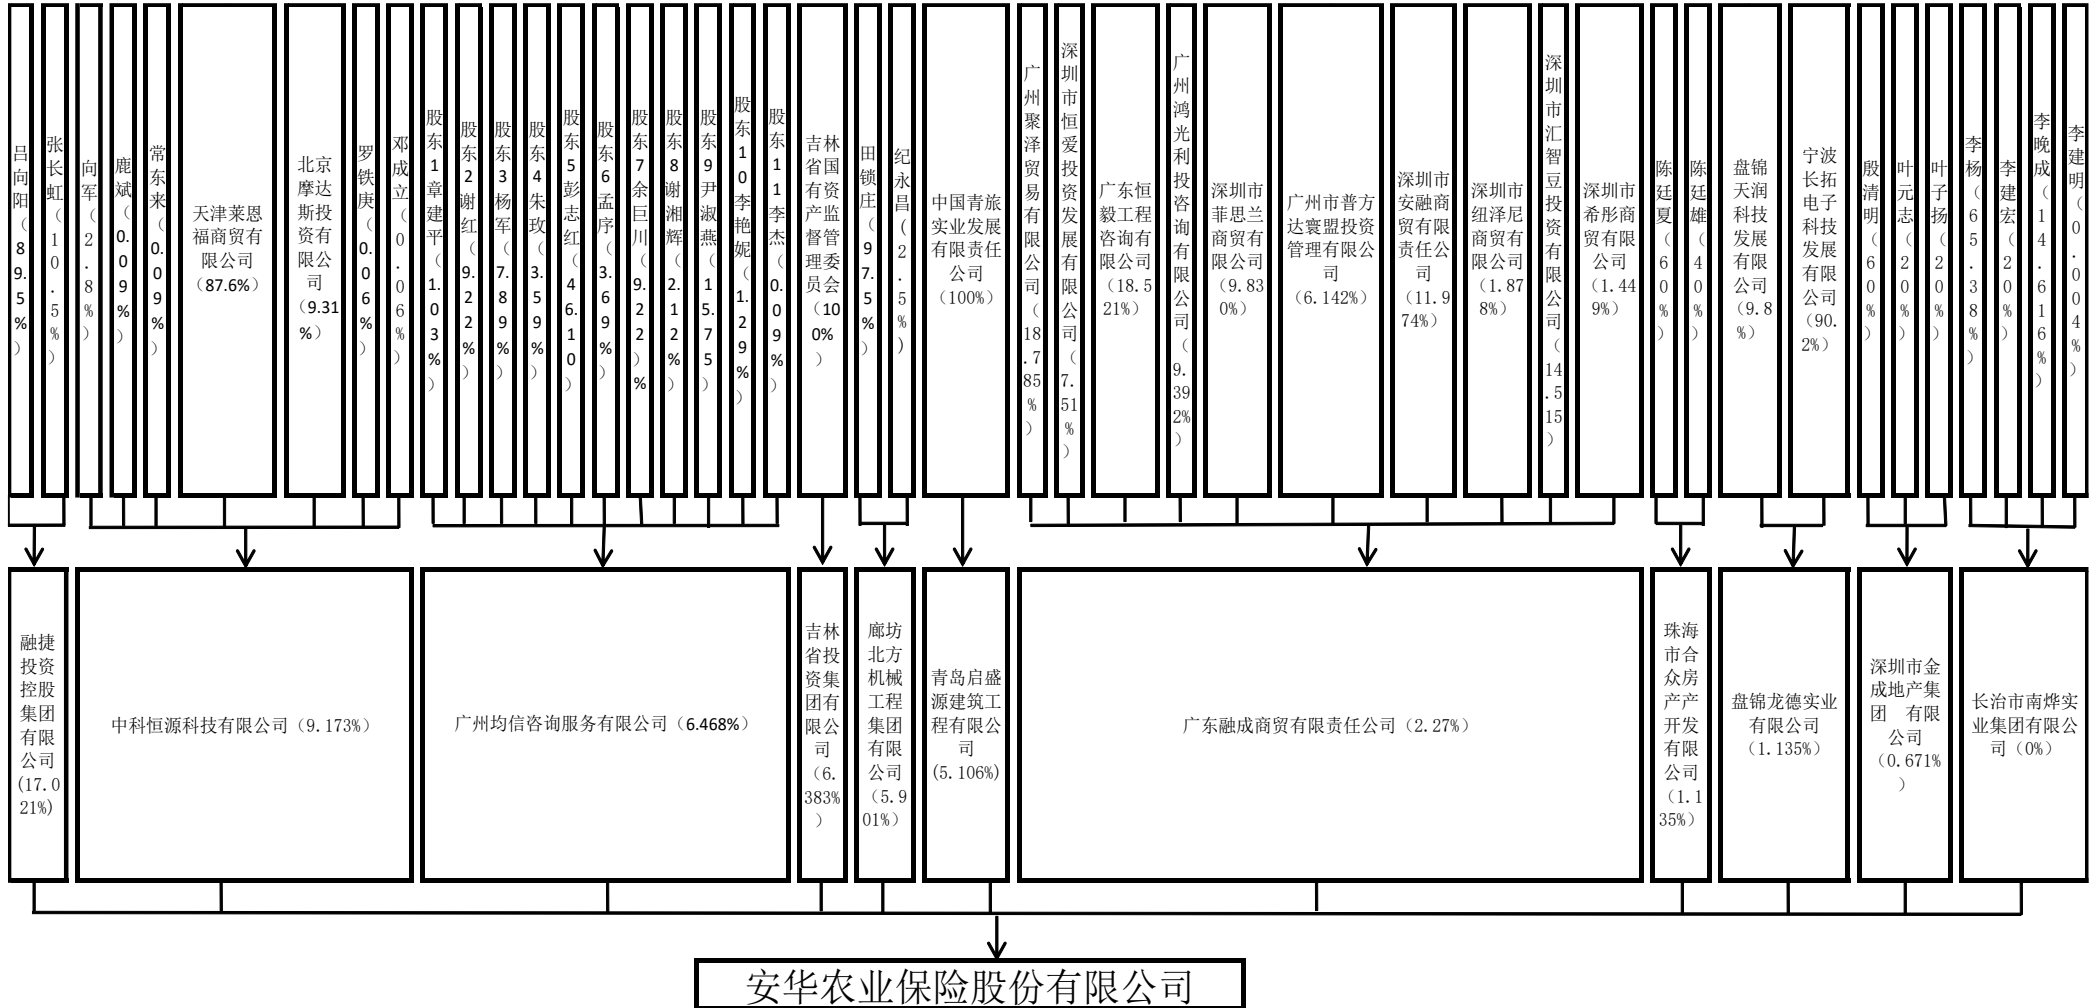 吕向阳（89.5%）
张长虹（10.5%）
向军（2.8%）
鹿斌（0.09%）
常东来（0.09%）
天津莱恩
福商贸有
限公司
（87.6%）
北京
摩达
斯投
资有
限公
司
（9.31
%）
罗铁庚（0.06%）
邓成立（0.06%）
股东1章建平（1.03%）
股东2谢红（9.22%）
股东3杨军（7.89%）
股东4朱玫（3.59%）
股东5彭志红（46.10）
股东6孟序（3.69%）
股东7余巨川（9.22）%
股东8谢湘辉（2.12%）
股东9尹淑燕（15.75）
股东10李艳妮（1.29%）
股东11李杰（0.09%）
吉林
省国
有资
产监
督管
理委
员会
（10
0%
）
田锁庄（97.5%）
纪永昌(2.5%)
中国青旅
实业发展
有限责任
公司
（100%）
广州聚泽贸易有限公司（18.785%）
深圳市恒爱投资发展有限公司（7.51%）
广东恒
毅工程
咨询有
限公司
（18.5
21%）
广州鸿光利投资咨询有限公司（9.392%）
深圳市
菲思兰
商贸有
限公司
（9.83
0%）
广州市普方
达寰盟投资
管理有限公
司
（6.142%）
深圳市
安融商
贸有限
责任公
司
（11.9
74%）
深圳市
纽泽尼
商贸有
限公司
（1.87
8%）
深圳市汇智豆投资有限公司（14.515）
深圳市
希彤商
贸有限
公司
（1.44
9%）
陈廷夏（60%）
陈廷雄（40%）
盘锦
天润
科技
发展
有限
公司
（9.8
%）
宁波
长拓
电子
科技
发展
有限
公司
（90.
2%）
殷清明（60%）
叶元志（20%）
叶子扬（20%）
李杨（65.38%）
李建宏（20%）
李晚成（14.616%）
李建明（0.004%）
融捷
投资
控股
集团
有限
公司
(17.0
21%)
中科恒源科技有限公司（9.173%）
广州均信咨询服务有限公司（6.468%）
吉林
省投
资集
团有
限公
司
（6.
383%
）
廊坊
北方
机械
工程
集团
有限
公司
（5.9
01%）
青岛启盛
源建筑工
程有限公
司
(5.106%)
广东融成商贸有限责任公司（2.27%）
珠海
市合
众房
产产
开发
有限
公司
（1.1
35%）
盘锦龙德实业
有限公司
（1.135%）
深圳市金
成地产集
团　有限
公司
（0.671%
）
长治市南烨实
业集团有限公
司（0%）
安华农业保险股份有限公司